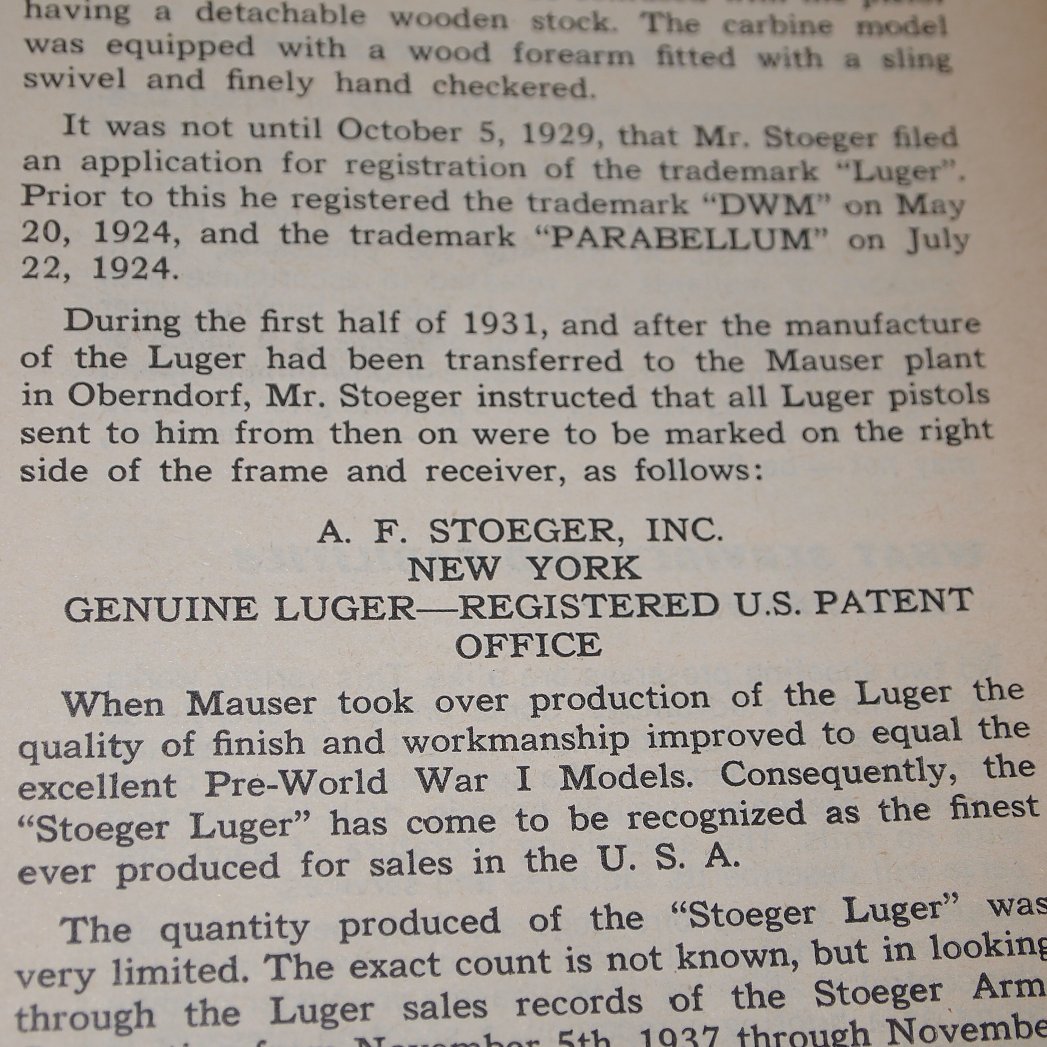 having a detachable wooden stock. The carbine model
was equipped with a wood forearm fitted with a sling
swivel and finely hand checkered.
It was not until October 5, 1929, that Mr. Stoeger filed
an application for registration of the trademark “Luger”.
Prior to this he registered the trademark “DWM” on May
20, 1924, and the trademark “PARABELLUM” on July
22, 1924.
During the first half of 1931, and after the manufacture
of the Luger had been transferred to the Mauser plant
in Oberndorf, Mr. Stoeger instructed that all Luger pistols
sent to him from then on were to be marked on the right
side of the frame and receiver, as follows:
A. F. STOEGER, INC.
NEW YORK
GENUINE LUGER—REGISTERED U.S. PATENT
OFFICE
When Mauser took over production of the Luger the
quality of finish and workmanship improved to equal the
excellent Pre-World War I Models. Consequently, the
“Stoeger Luger” has come to be recognized as the finest
ever produced for sales in the U. S. A.
The quantity produced of the “Stoeger Luger” was
very limited. The exact count is not known, but in looking
through the Luger sales records of the Stoeger Arm
November 5th, 1937 through Novembe